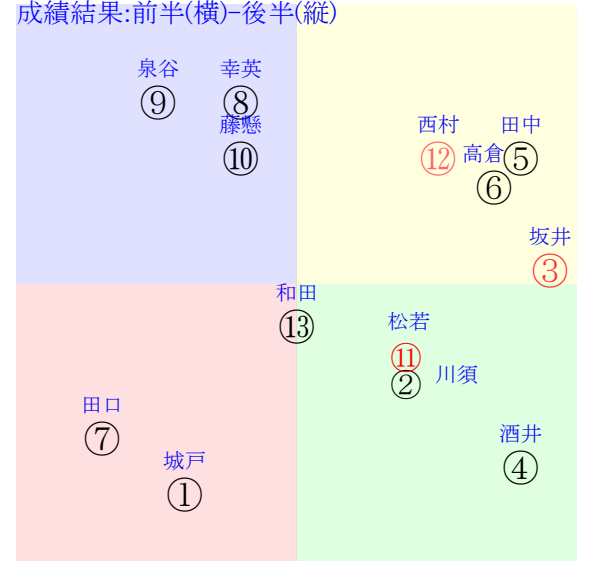 成績結果:前半(横)-後半(縦)
泉谷
幸英
⑨
⑧
藤懸
西村
田中
⑩
⑫
高倉
⑤
⑥
坂井
③
和田
⑬
松若
⑪
川須
②
田口
酒井
⑦
城戸
④
①